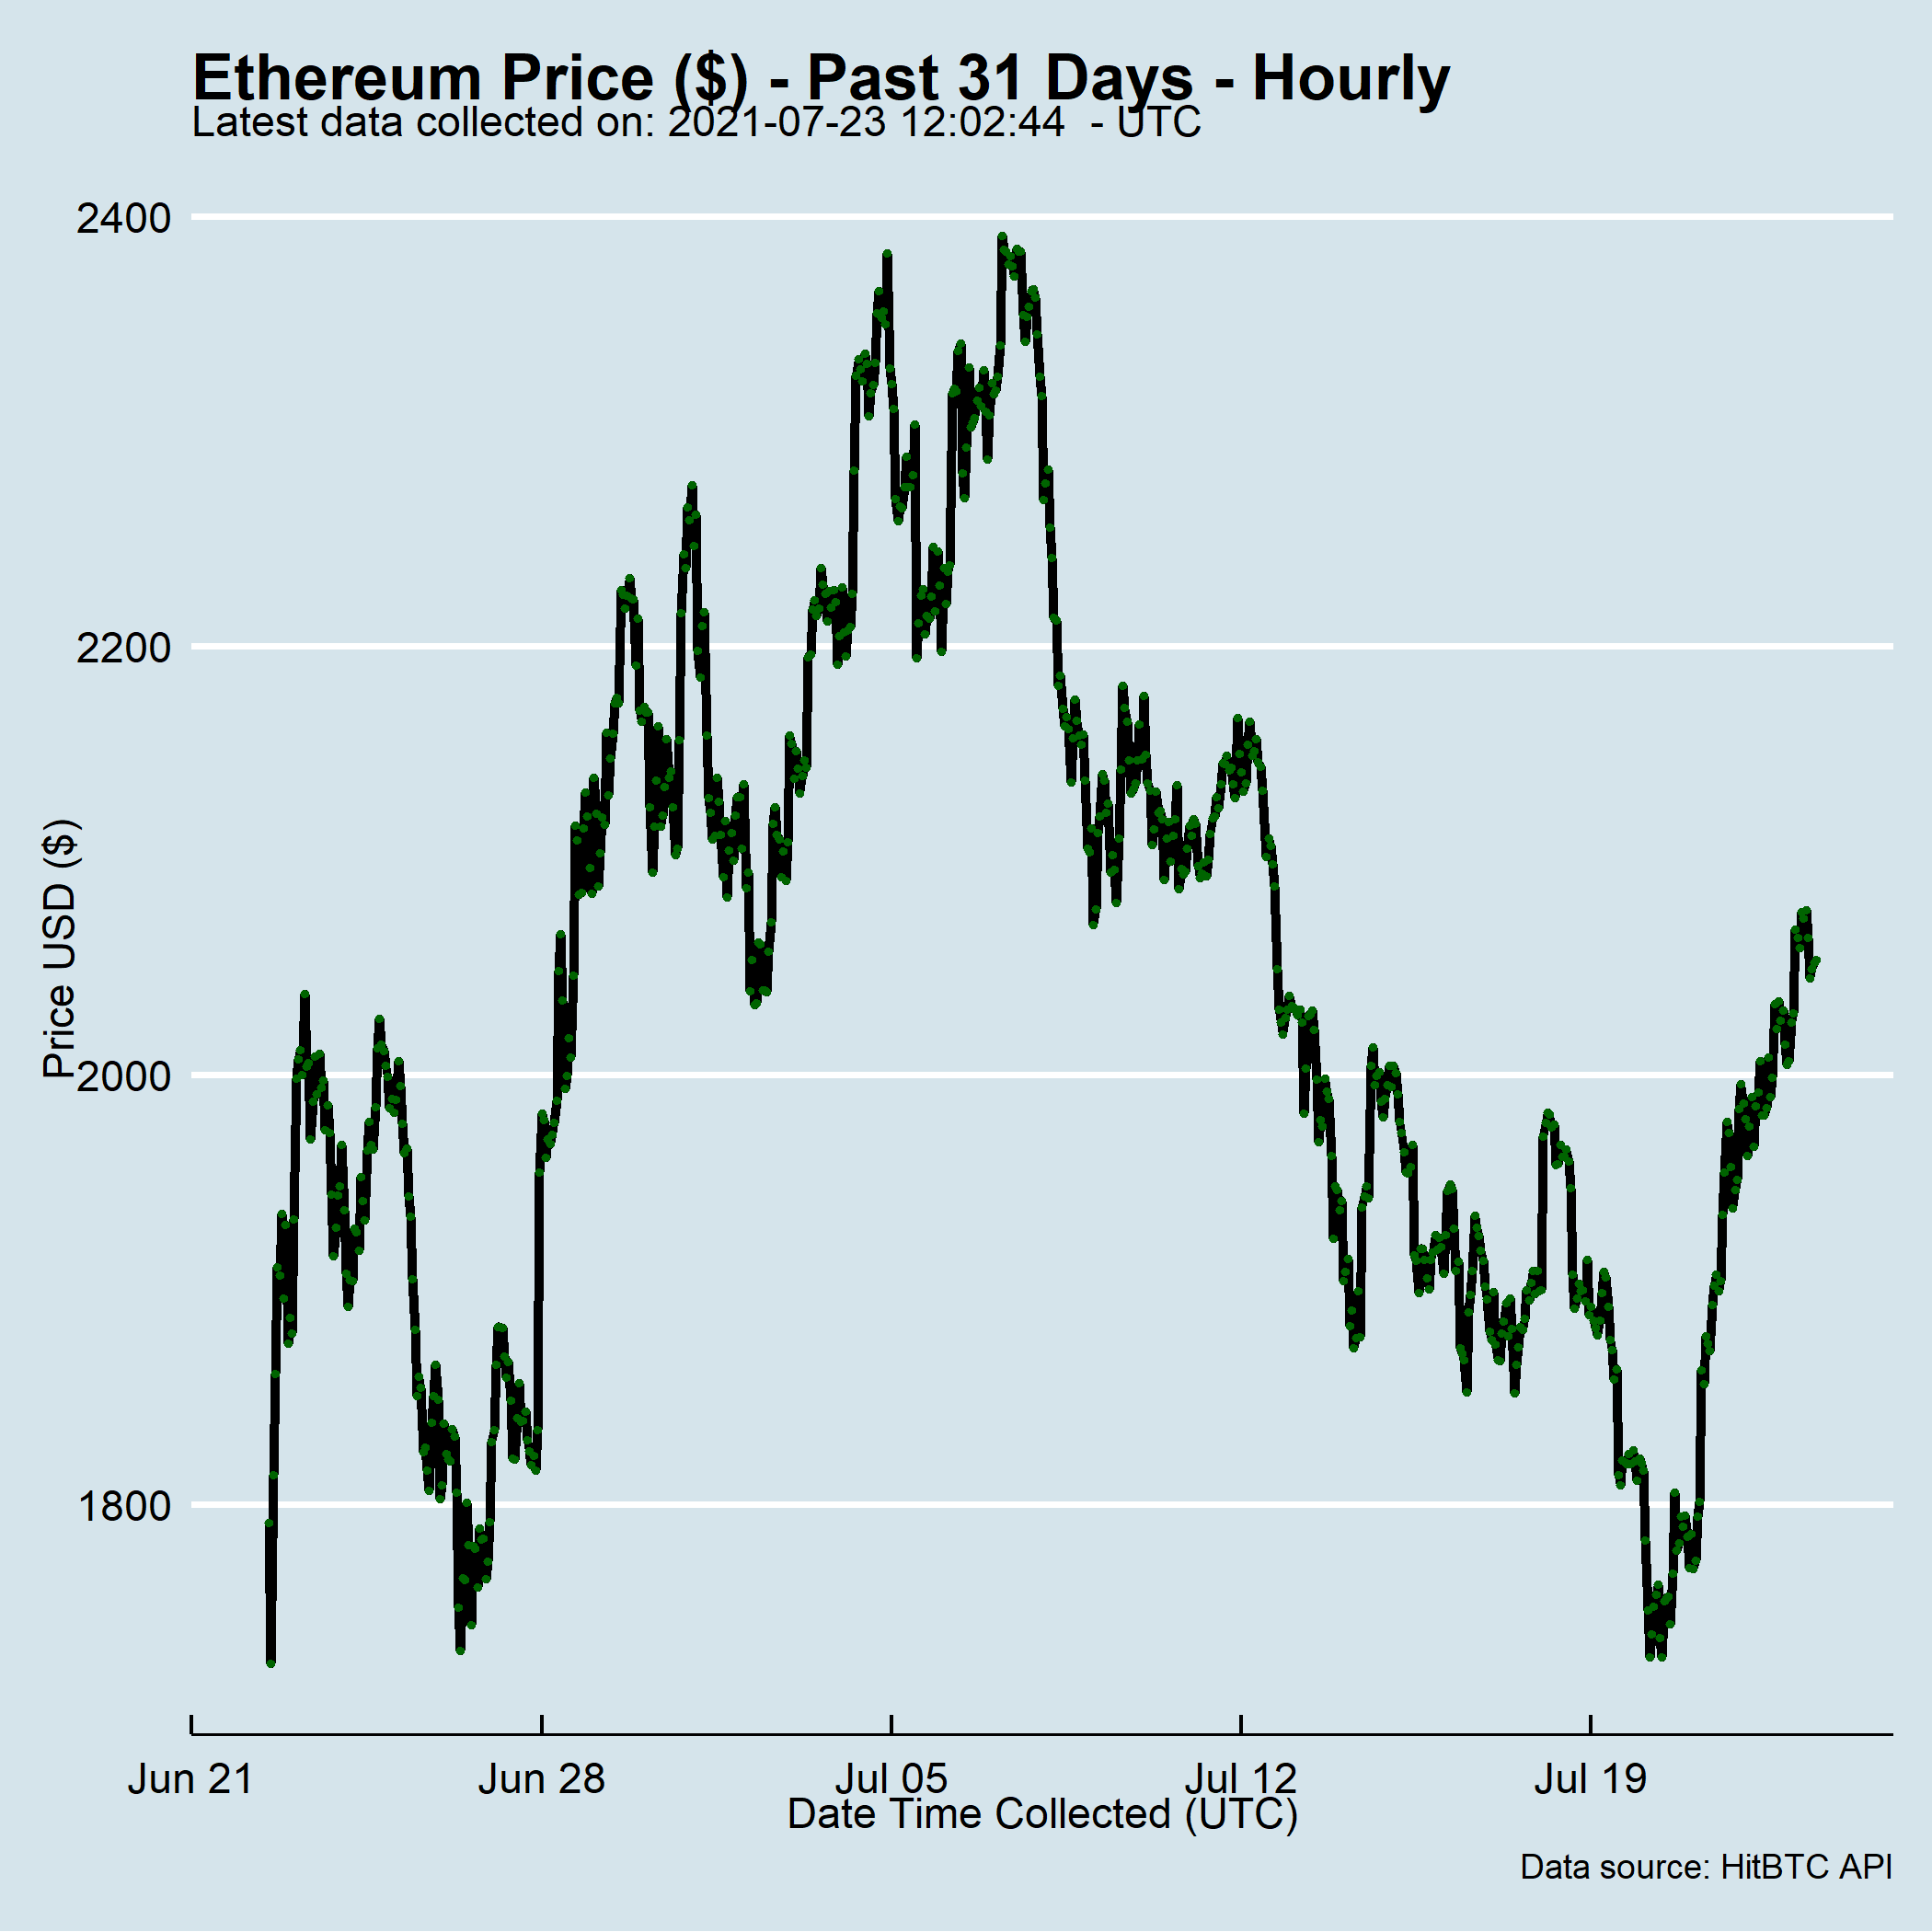 Ethereum Price ($) - Past 31 Days - Hourly
Latest data collected on: 2021-07-23 12:02:44  - UTC
2400
2200
2000
1800
Price USD ($)
Jun 21
Jun 28
Jul 05
Jul 12
Jul 19
Date Time Collected (UTC)
Data source: HitBTC API